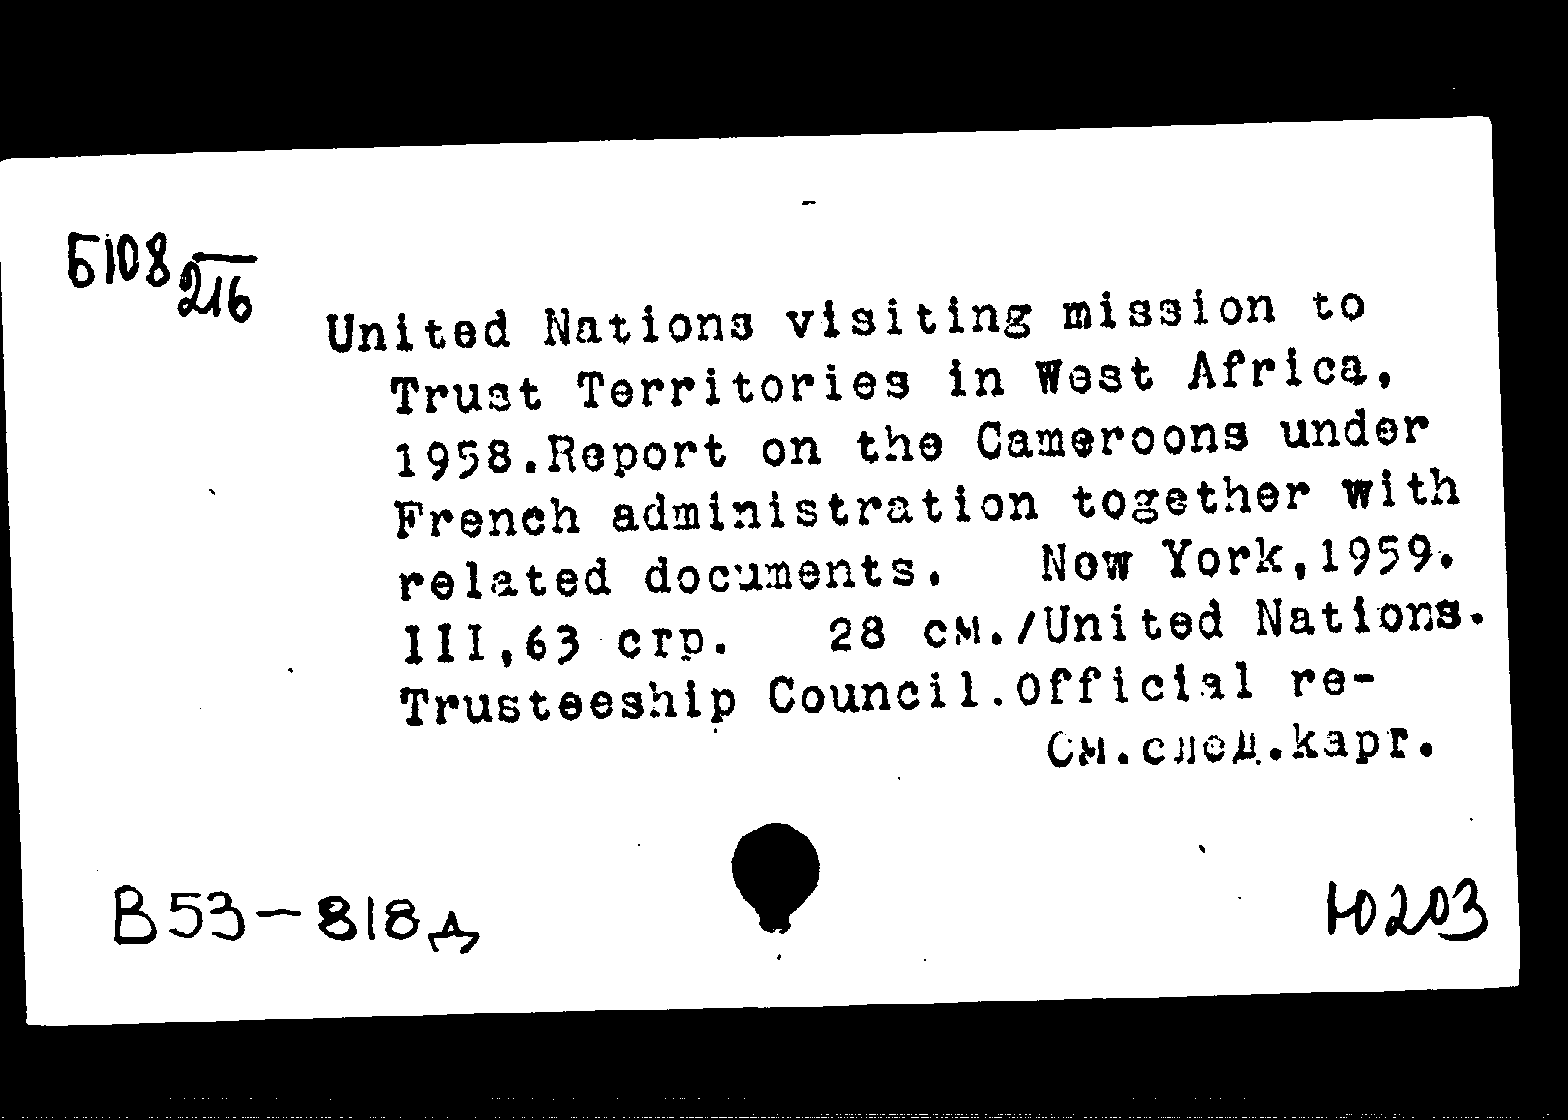 Б108
216
United Nations visiting mission to
Trust Territories in West Africa,
1958.Report on the Cameroons under
French administration together with
related documents. New York,1959.
III,63 стр. 28 см./United Nations.
Trusteeship Council.Official re-
См.след.карт.
В53-818д
Ю203